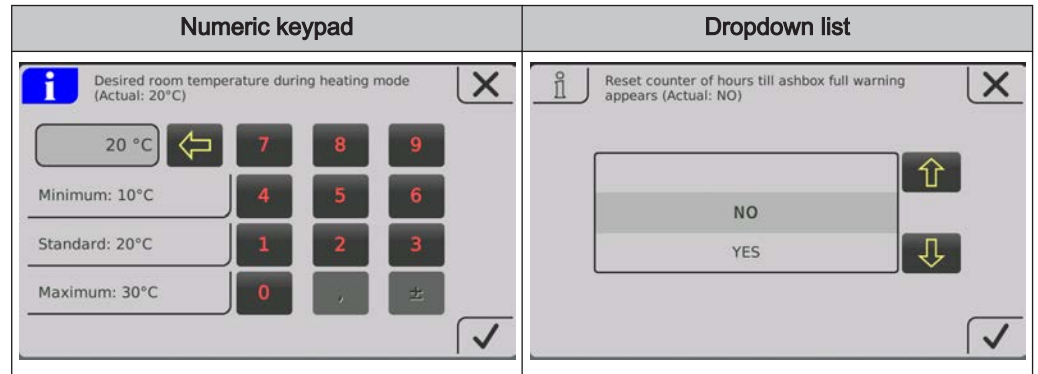 Numeric keypad
Dropdown list
i
Desired room temperature during heating mode
(Actual: 20°C)
20 °C
7 8 9
Minimum: 10°C
4 5 6
Standard: 20°C
1 2 3
Maximum: 30°C
0 , ±
i
Reset counter of hours till ashbox full warning
appears (Actual: NO)
NO
YES